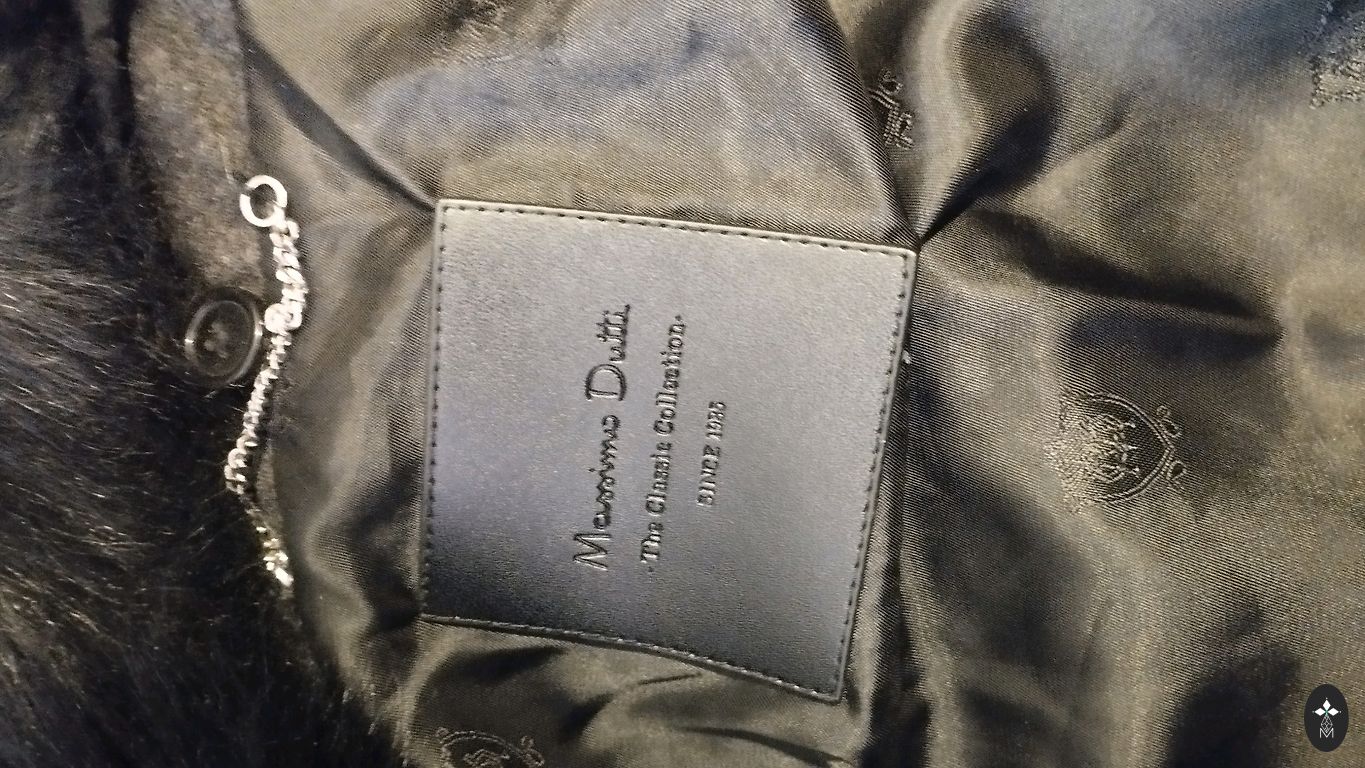 Massimo Dutti
·The Classic Collection·
SINCE 1985
M